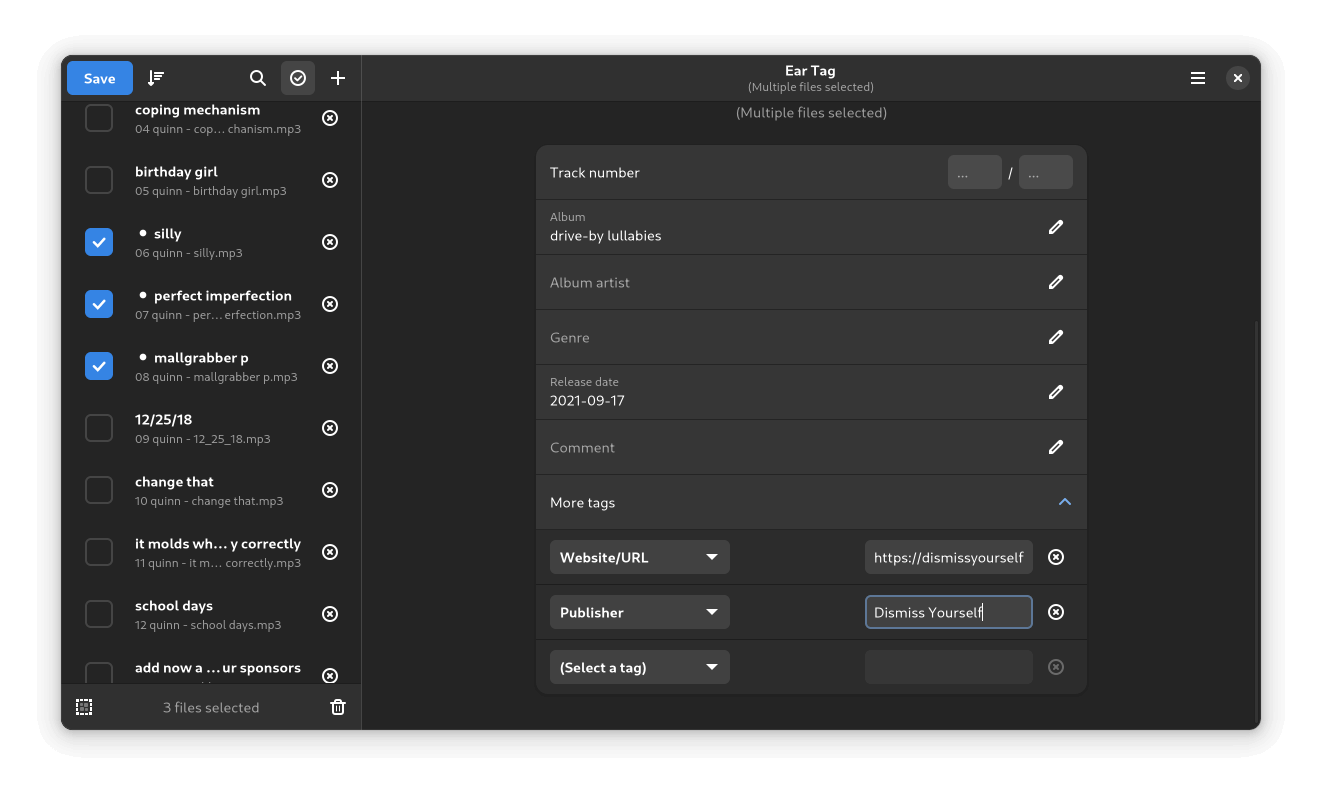 Save
Ear Tag
(Multiple files selected)
coping mechanism
04 quinn - cop… chanism.mp3
birthday girl
05 quinn - birthday girl.mp3
• silly
06 quinn - silly.mp3
• perfect imperfection
07 quinn - per… erfection.mp3
• mallgrabber p
08 quinn - mallgrabber p.mp3
12/25/18
09 quinn - 12_25_18.mp3
change that
10 quinn - change that.mp3
it molds wh… y correctly
11 quinn - it m… correctly.mp3
school days
12 quinn - school days.mp3
add now a … ur sponsors
3 files selected
(Multiple files selected)
Track number … / …
Album
drive-by lullabies
Album artist
Genre
Release date
2021-09-17
Comment
More tags
Website/URL https://dismissyourself
Publisher Dismiss Yourself
(Select a tag)